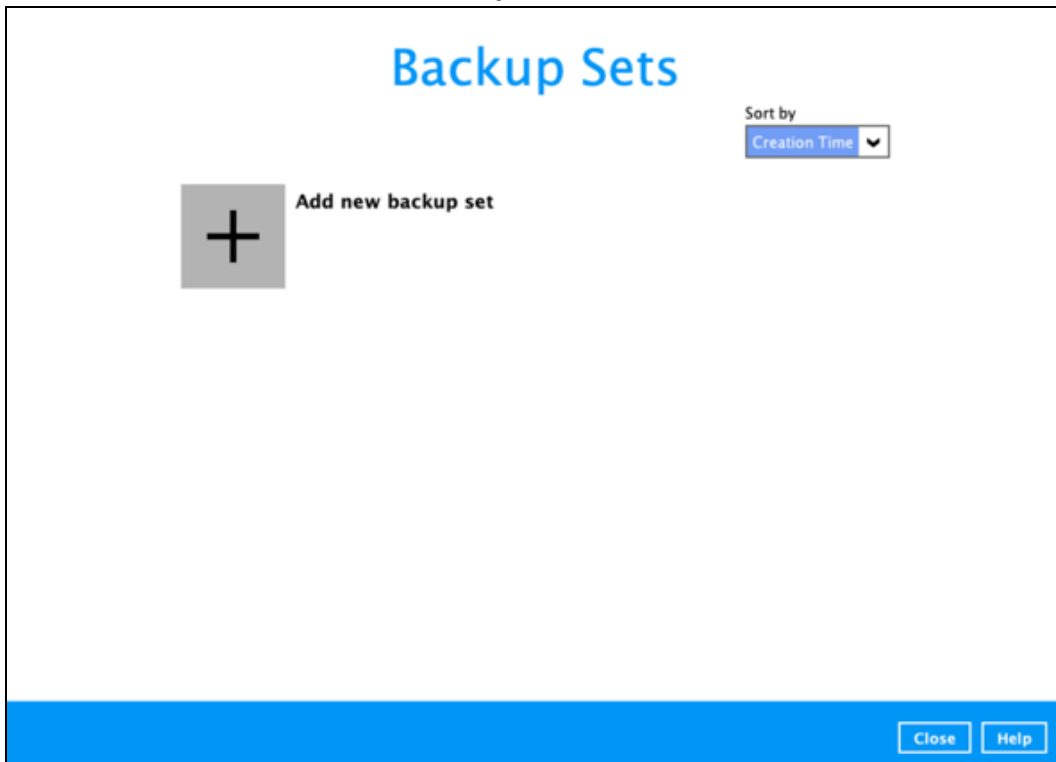 Backup Sets
Sort by
Creation Time
Add new backup set
Close
Help